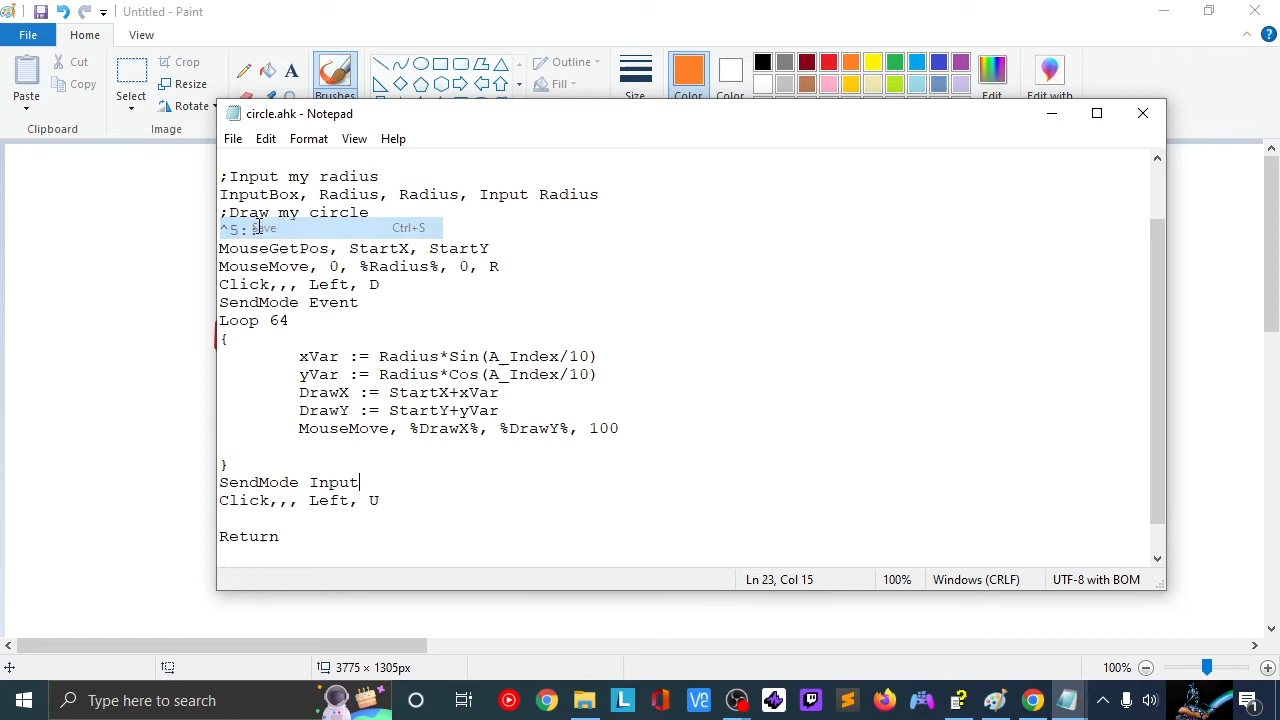 Untitled - Paint
File
Home
View
Paste
Cut
Copy
Clipboard
Select
Crop
Resize
Rotate
Image
Brushes
Outline
Fill
Size
Color
Color
Edit
Edit with
circle.ahk - Notepad
File Edit Format View Help
;Input my radius
InputBox, Radius, Radius, Input Radius
;Draw my circle
^5::
Save Ctrl+S
MouseGetPos, StartX, StartY
MouseMove, 0, %Radius%, 0, R
Click,,, Left, D
SendMode Event
Loop 64
{
xVar := Radius*Sin(A_Index/10)
yVar := Radius*Cos(A_Index/10)
DrawX := StartX+xVar
DrawY := StartY+yVar
MouseMove, %DrawX%, %DrawY%, 100
}
SendMode Input
Click,,, Left, U
Return
Ln 23, Col 15
100%
Windows (CRLF)
UTF-8 with BOM
3775 × 1305px
100%
Type here to search
1